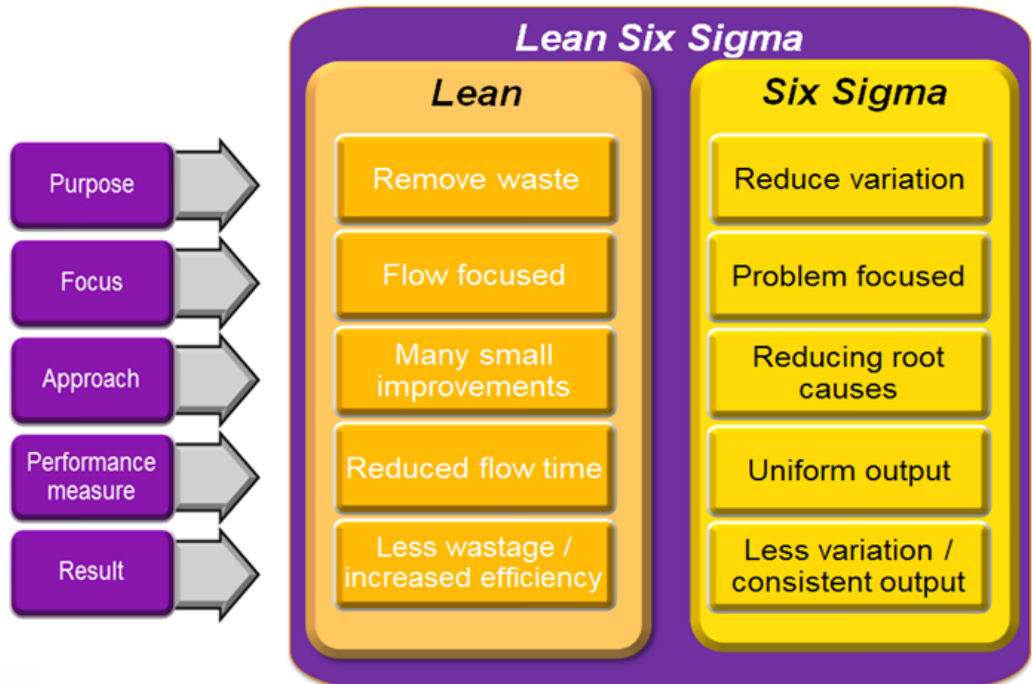 Lean Six Sigma
Lean
Six Sigma
Purpose
Remove waste
Reduce variation
Focus
Flow focused
Problem focused
Approach
Many small
improvements
Reducing root
causes
Performance
measure
Reduced flow time
Uniform output
Result
Less wastage /
increased efficiency
Less variation /
consistent output